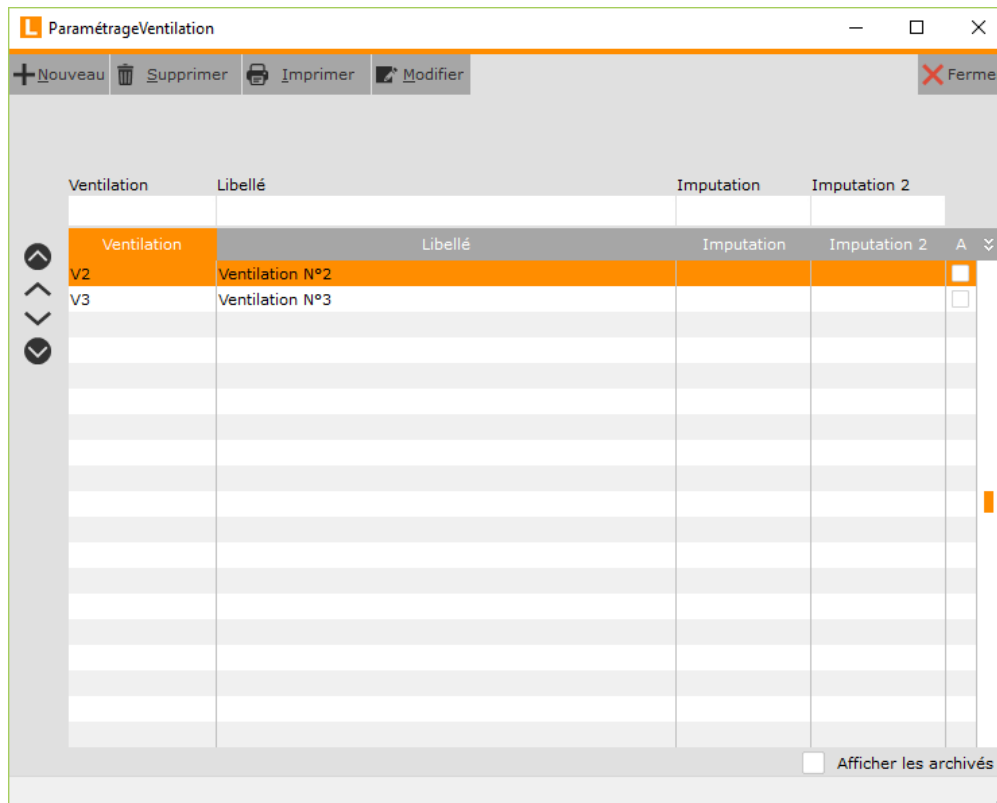 L ParamétrageVentilation
Nouveau Supprimer Imprimer Modifier Ferme
Ventilation Libellé Imputation Imputation 2
Ventilation Libellé Imputation Imputation 2 A
V2 Ventilation N°2
V3 Ventilation N°3
Afficher les archivés